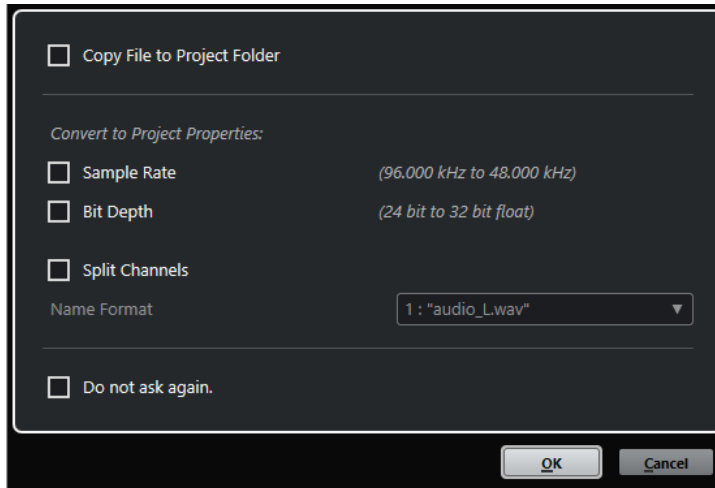 Copy File to Project Folder
Convert to Project Properties:
Sample Rate (96.000 kHz to 48.000 kHz)
Bit Depth (24 bit to 32 bit float)
Split Channels
Name Format 1 : "audio_L.wav"
Do not ask again.
OK Cancel